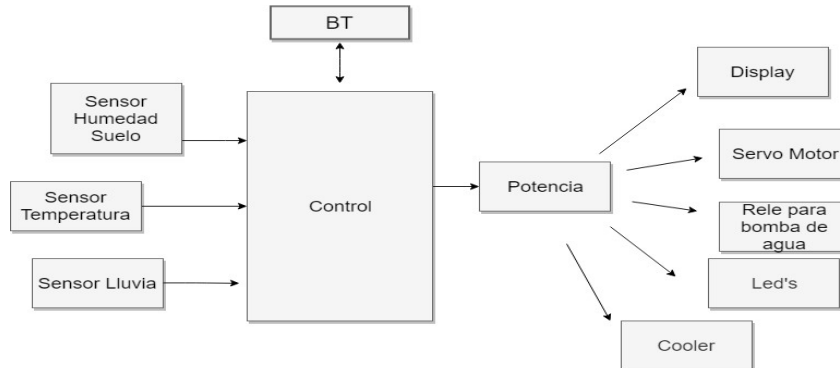 BT
Sensor
Humedad
Suelo
Sensor
Temperatura
Sensor Lluvia
Control
Potencia
Display
Servo Motor
Rele para
bomba de
agua
Led's
Cooler